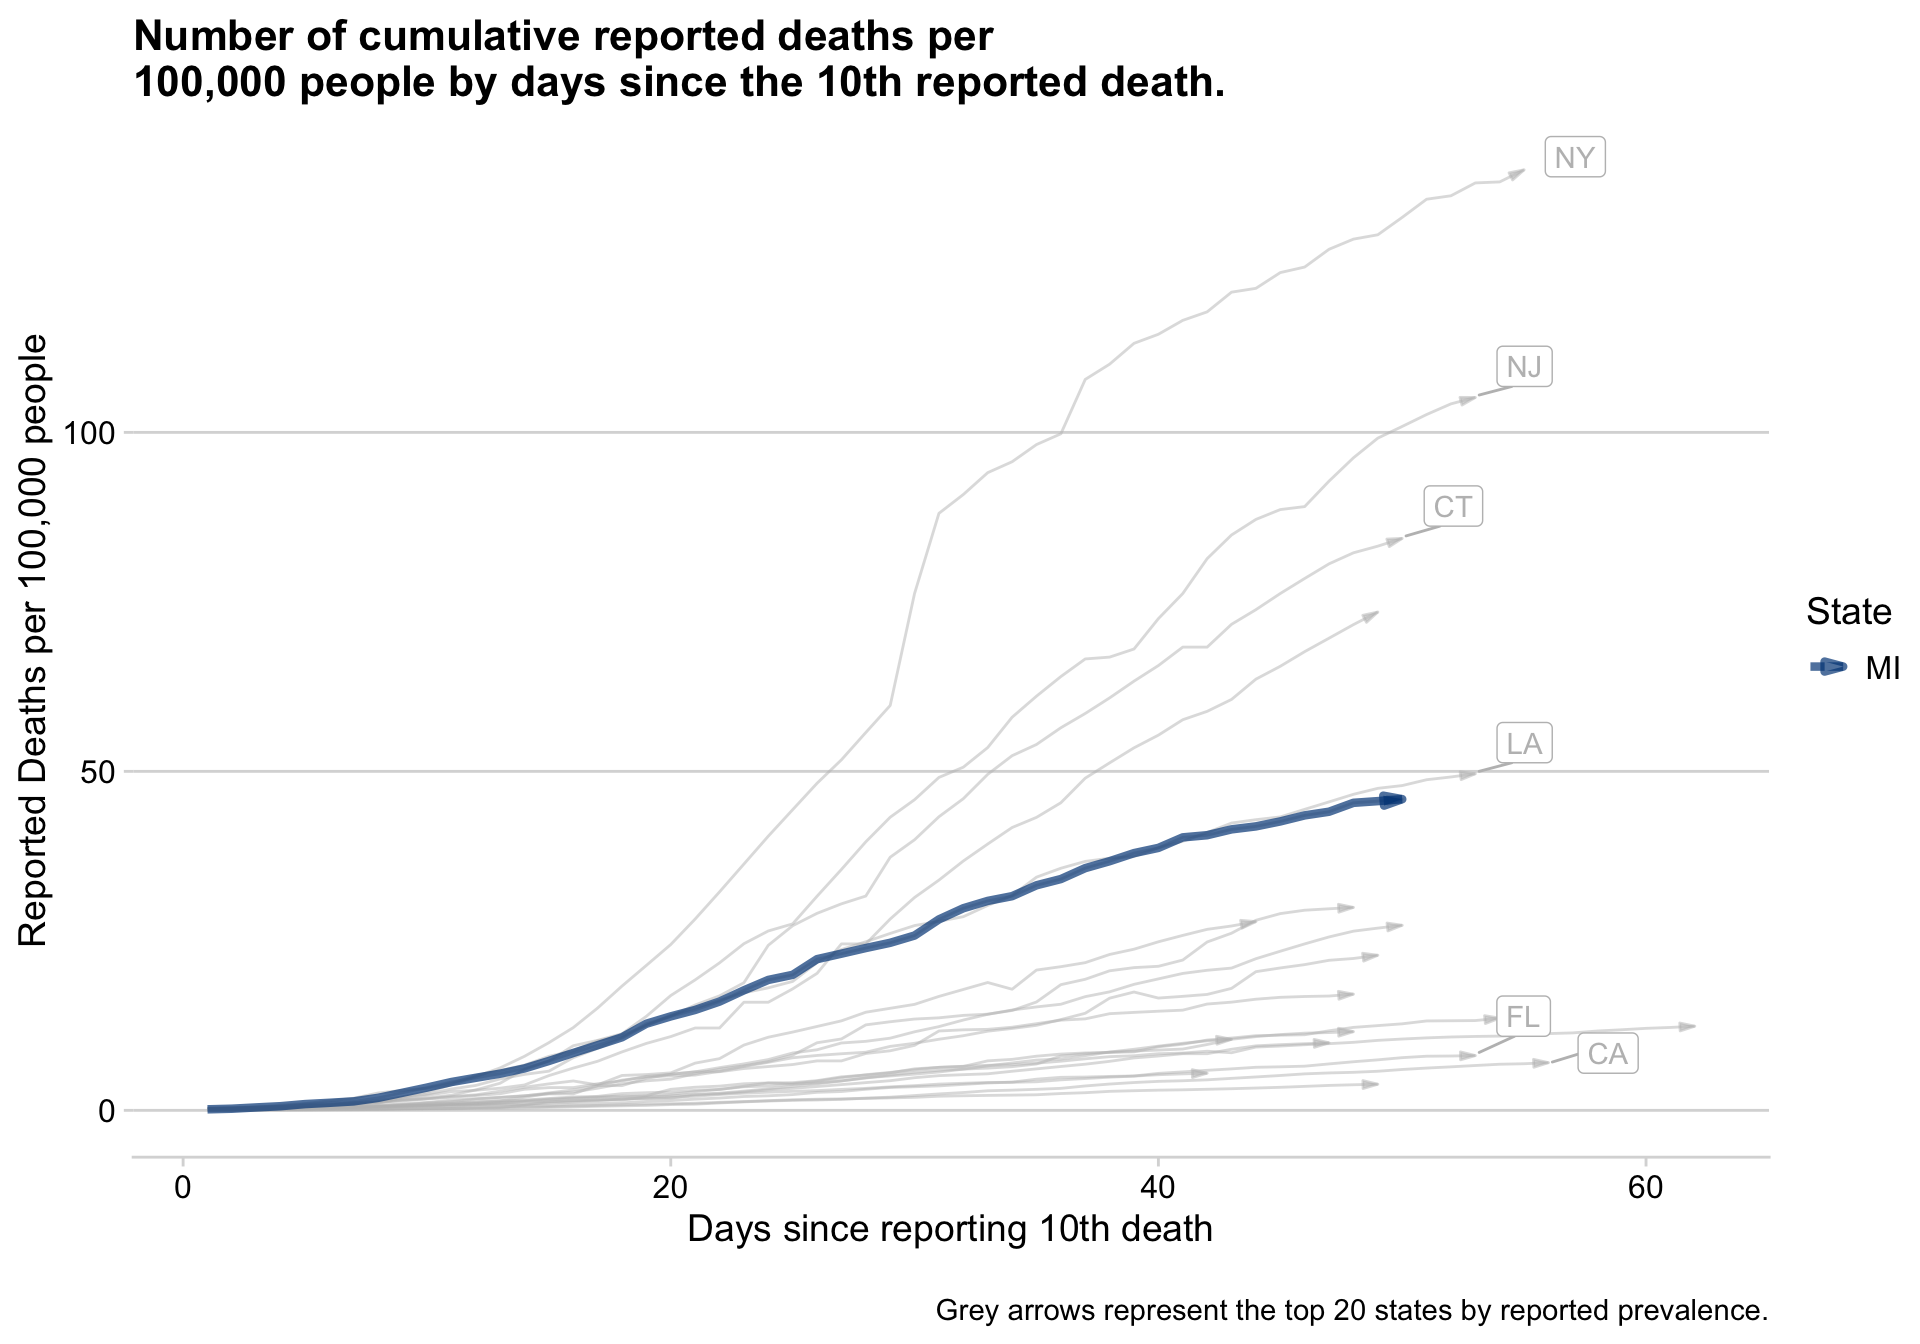 Number of cumulative reported deaths per
100,000 people by days since the 10th reported death.
NY
NJ
100
CT
State
MI
LA
50
FL
CA
0
Reported Deaths per 100,000 people
0 20 40 60
Days since reporting 10th death
Grey arrows represent the top 20 states by reported prevalence.